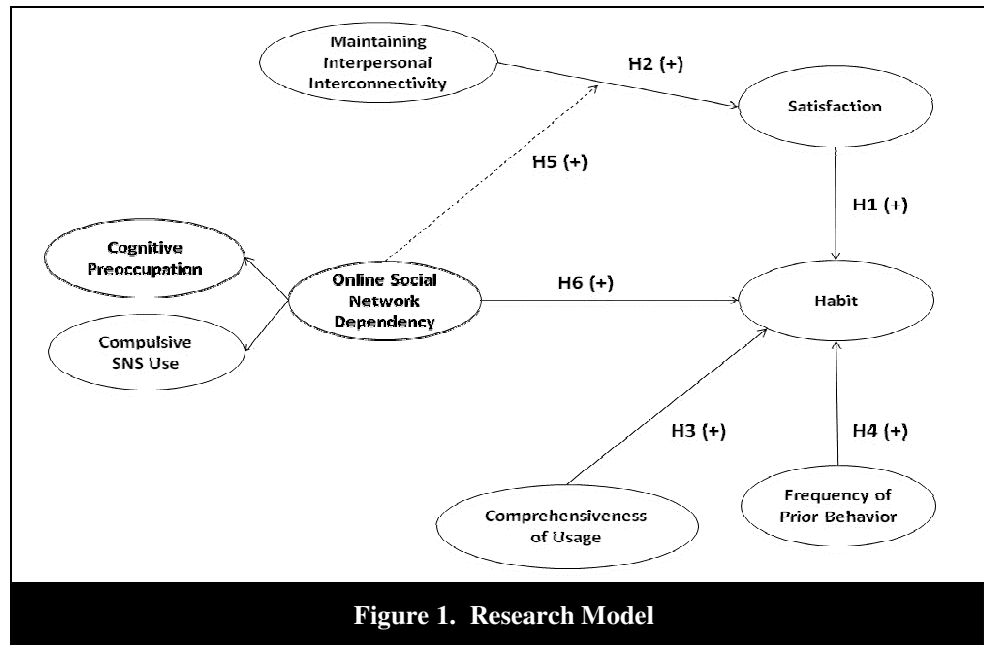 Maintaining
Interpersonal
Interconnectivity
H2 (+)
Satisfaction
H5 (+)
H1 (+)
Cognitive
Preoccupation
Online Social
Network
Dependency
H6 (+)
Habit
Compulsive
SNS Use
H3 (+)
H4 (+)
Comprehensiveness
of Usage
Frequency of
Prior Behavior
Figure 1. Research Model